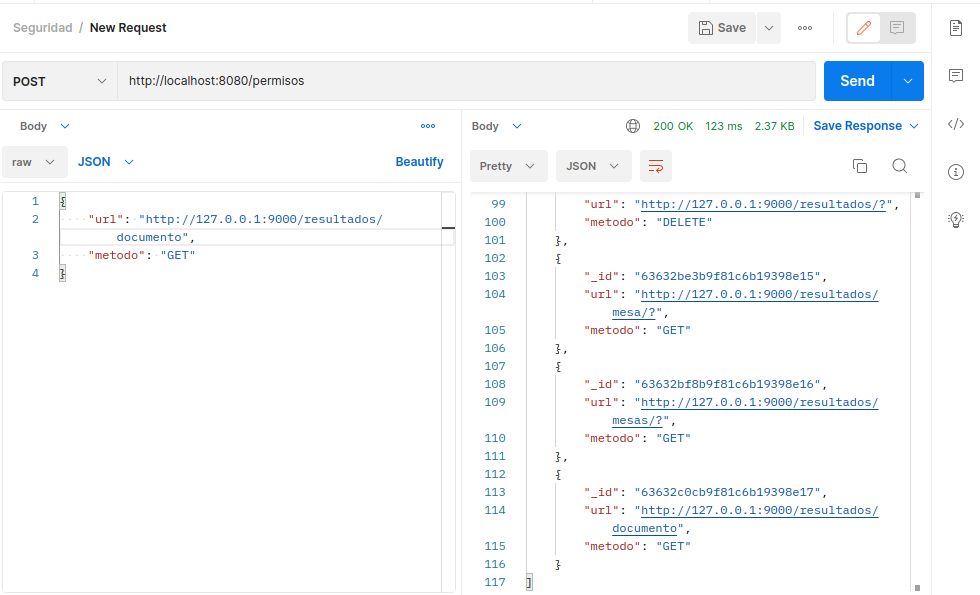 Seguridad / New Request
Save
POST
http://localhost:8080/permisos
Send
Body
raw
JSON
Beautify
1 {
2 "url": "http://127.0.0.1:9000/resultados/
documento",
3 "metodo": "GET"
4 }
Body
200 OK 123 ms 2.37 KB
Save Response
Pretty
JSON
99 "url": "http://127.0.0.1:9000/resultados/?",
100 "metodo": "DELETE"
101 },
102 {
103 "_id": "63632be3b9f81c6b19398e15",
104 "url": "http://127.0.0.1:9000/resultados/
mesa/?",
105 "metodo": "GET"
106 },
107 {
108 "_id": "63632bf8b9f81c6b19398e16",
109 "url": "http://127.0.0.1:9000/resultados/
mesas/?",
110 "metodo": "GET"
111 },
112 {
113 "_id": "63632c0cb9f81c6b19398e17",
114 "url": "http://127.0.0.1:9000/resultados/
documento",
115 "metodo": "GET"
116 }
117 ]